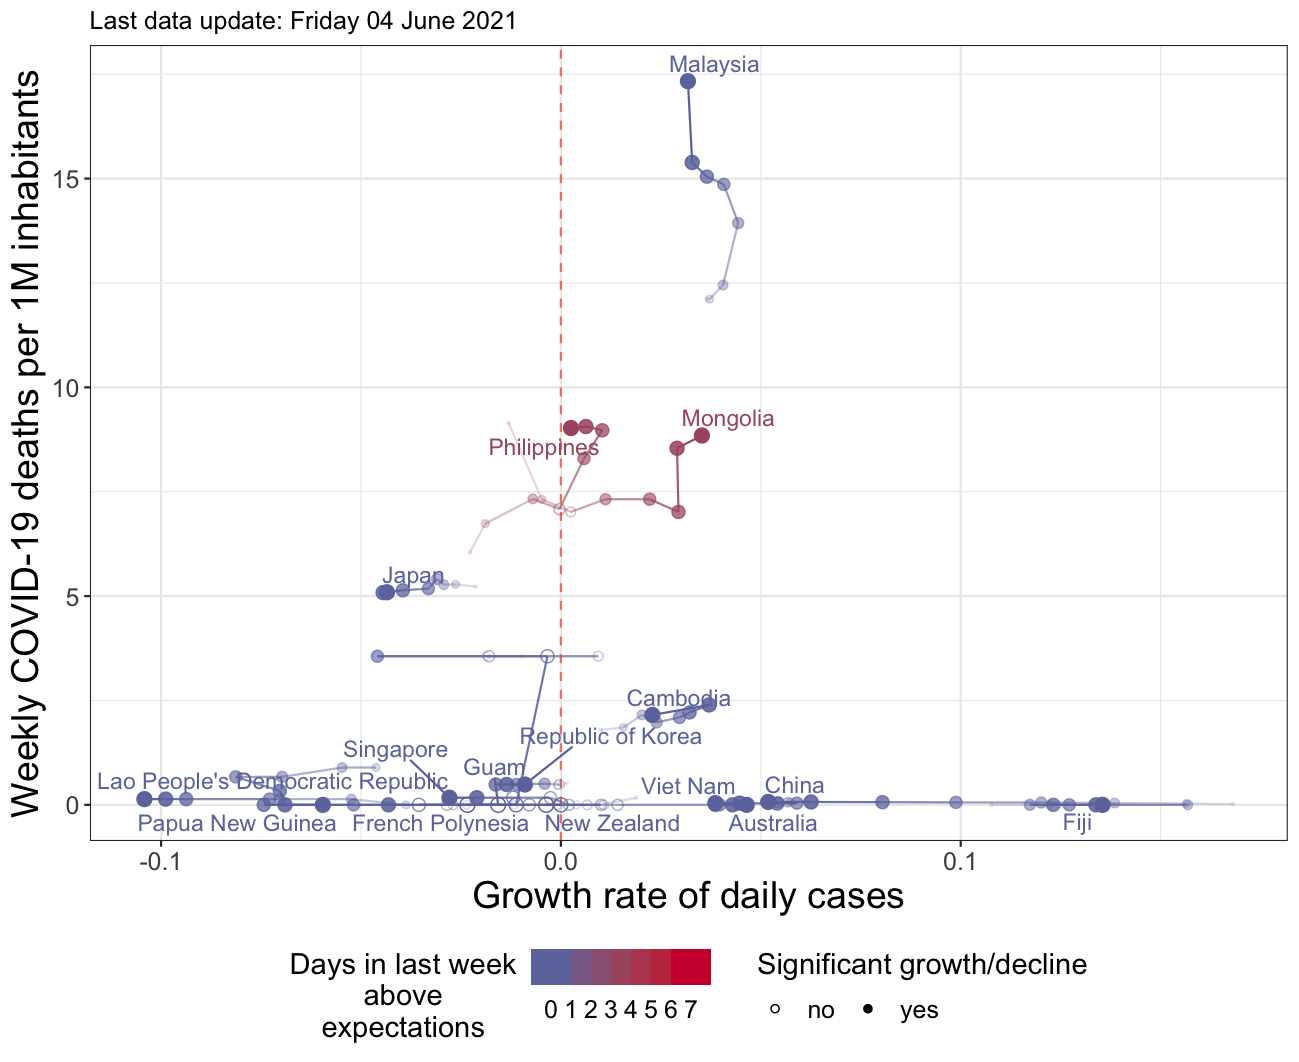 Last data update: Friday 04 June 2021
Weekly COVID-19 deaths per 1M inhabitants
15
10
5
0
Malaysia
Mongolia
Philippines
Japan
Cambodia
Republic of Korea
Singapore
Guam
Lao People's Democratic Republic
Viet Nam
China
Papua New Guinea
French Polynesia
New Zealand
Australia
Fiji
-0.1
0.0
0.1
Growth rate of daily cases
Days in last week
above
expectations
0 1 2 3 4 5 6 7
Significant growth/decline
no
yes